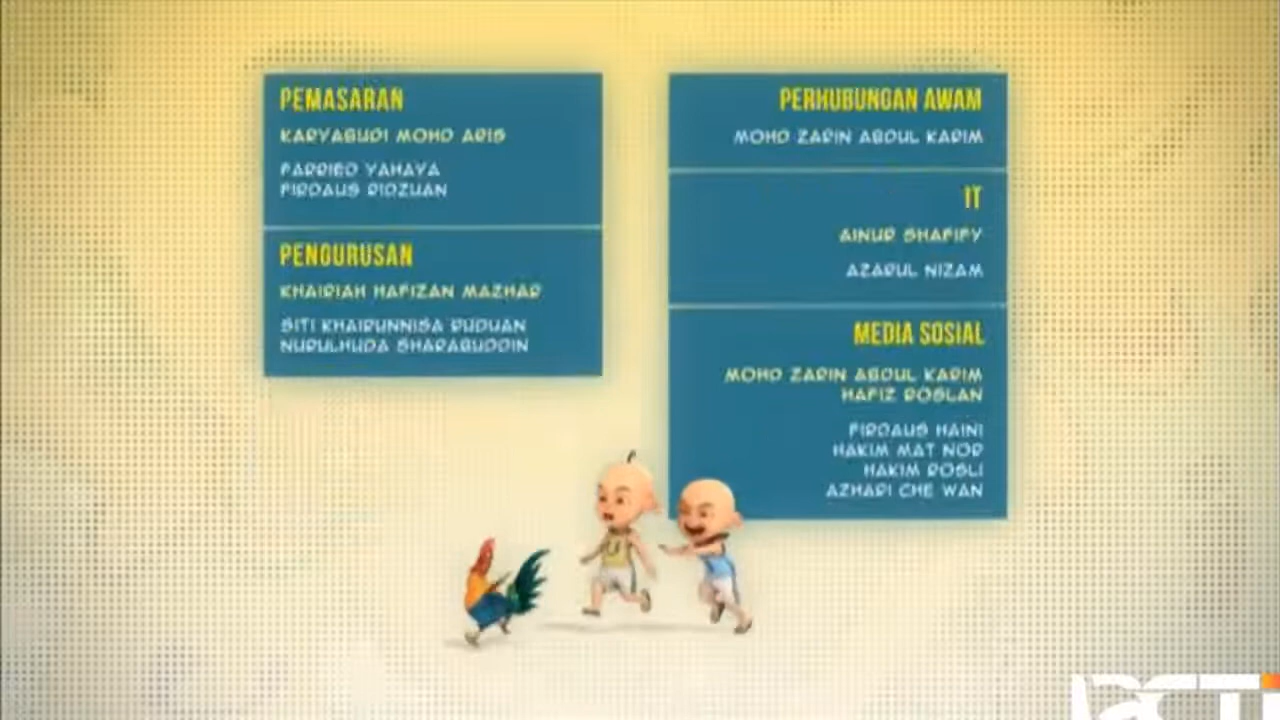 PEMASARAN
KARYABUDI MOHD ARIS
FARRIED YAHAYA
FIRDAUS RIDZUAN
PENGURUSAN
KHAIRIAH HAFIZAN MAZHAR
SITI KHAIRUNNISA RUDUAN
NURULHUDA SHARABUDDIN
PERHUBUNGAN AWAM
MOHD ZARIN ABDUL KARIM
IT
AINUR SHAFIFY
AZARUL NIZAM
MEDIA SOSIAL
MOHD ZARIN ABDUL KARIM
HAFIZ ROSLAN
FIRDAUS HAINI
HAKIM MAT NOR
HAKIM ROSLI
AZHARI CHE WAN